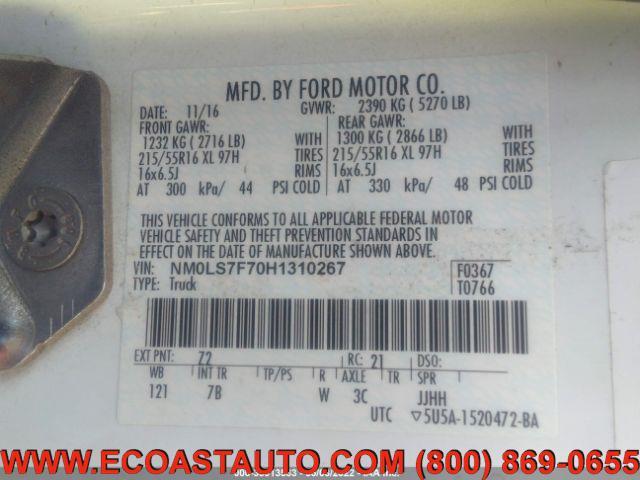 MFD. BY FORD MOTOR CO.
DATE: 11/16 GVWR: 2390 KG ( 5270 LB)
FRONT GAWR: REAR GAWR:
1232 KG ( 2716 LB) WITH 1300 KG ( 2866 LB) WITH
215/55R16 XL 97H TIRES 215/55R16 XL 97H TIRES
16x6.5J RIMS 16x6.5J RIMS
AT 300 kPa/ 44 PSI COLD AT 330 kPa/ 48 PSI COLD
THIS VEHICLE CONFORMS TO ALL APPLICABLE FEDERAL MOTOR
VEHICLE SAFETY AND THEFT PREVENTION STANDARDS IN
EFFECT ON THE DATE OF MANUFACTURE SHOWN ABOVE.
VIN: NM0LS7F70H1310267 F0367
TYPE: Truck T0766
EXT PNT: Z2 RC: 21 DSO:
WB INT TR TP/PS R AXLE TR SPR
121 7B W 3C JJHH
UTC ▽5U5A-1520472-BA
WWW.ECOASTAUTO.COM (800) 869-0655